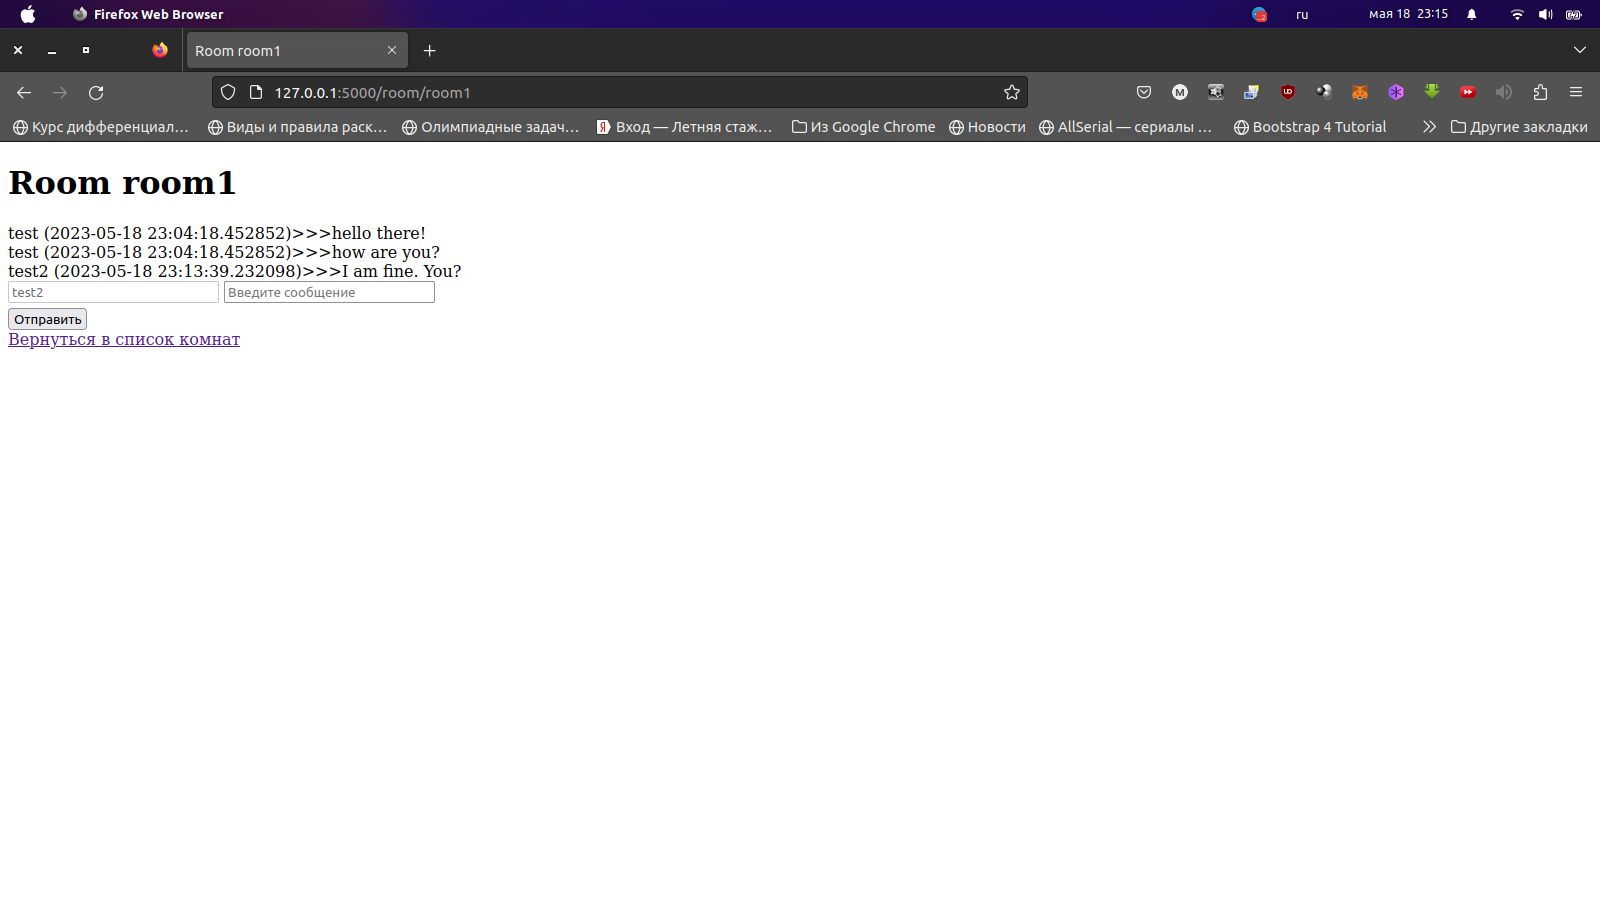 Firefox Web Browser
ru
мая 18 23:15
Room room1
127.0.0.1:5000/room/room1
Курс дифференциал… Виды и правила раск… Олимпиадные задач… Вход — Летняя стаж… Из Google Chrome Новости AllSerial — сериалы … Bootstrap 4 Tutorial Другие закладки
Room room1
test (2023-05-18 23:04:18.452852)>>>hello there!
test (2023-05-18 23:04:18.452852)>>>how are you?
test2 (2023-05-18 23:13:39.232098)>>>I am fine. You?
test2 Введите сообщение
Отправить
Вернуться в список комнат